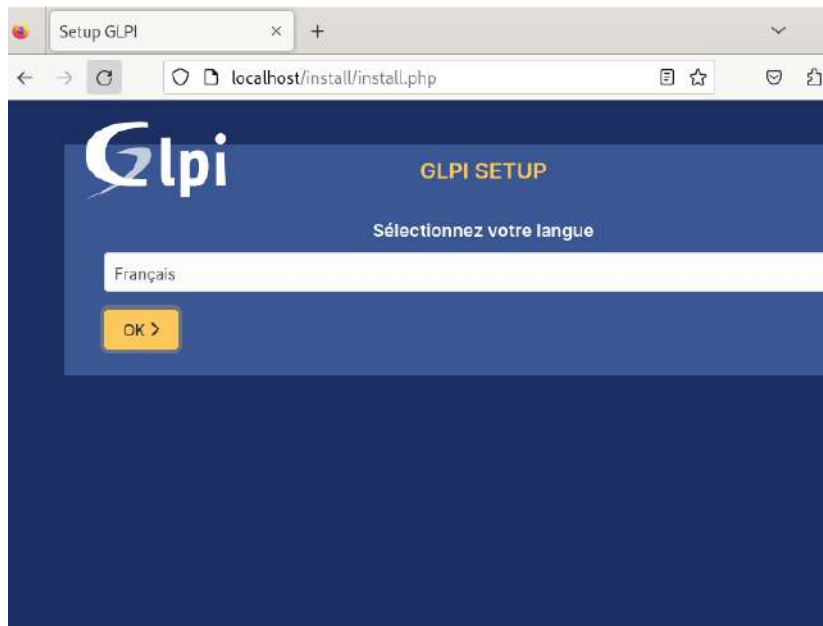 Setup GLPI
localhost/install/install.php
Glpi
GLPI SETUP
Sélectionnez votre langue
Français
OK